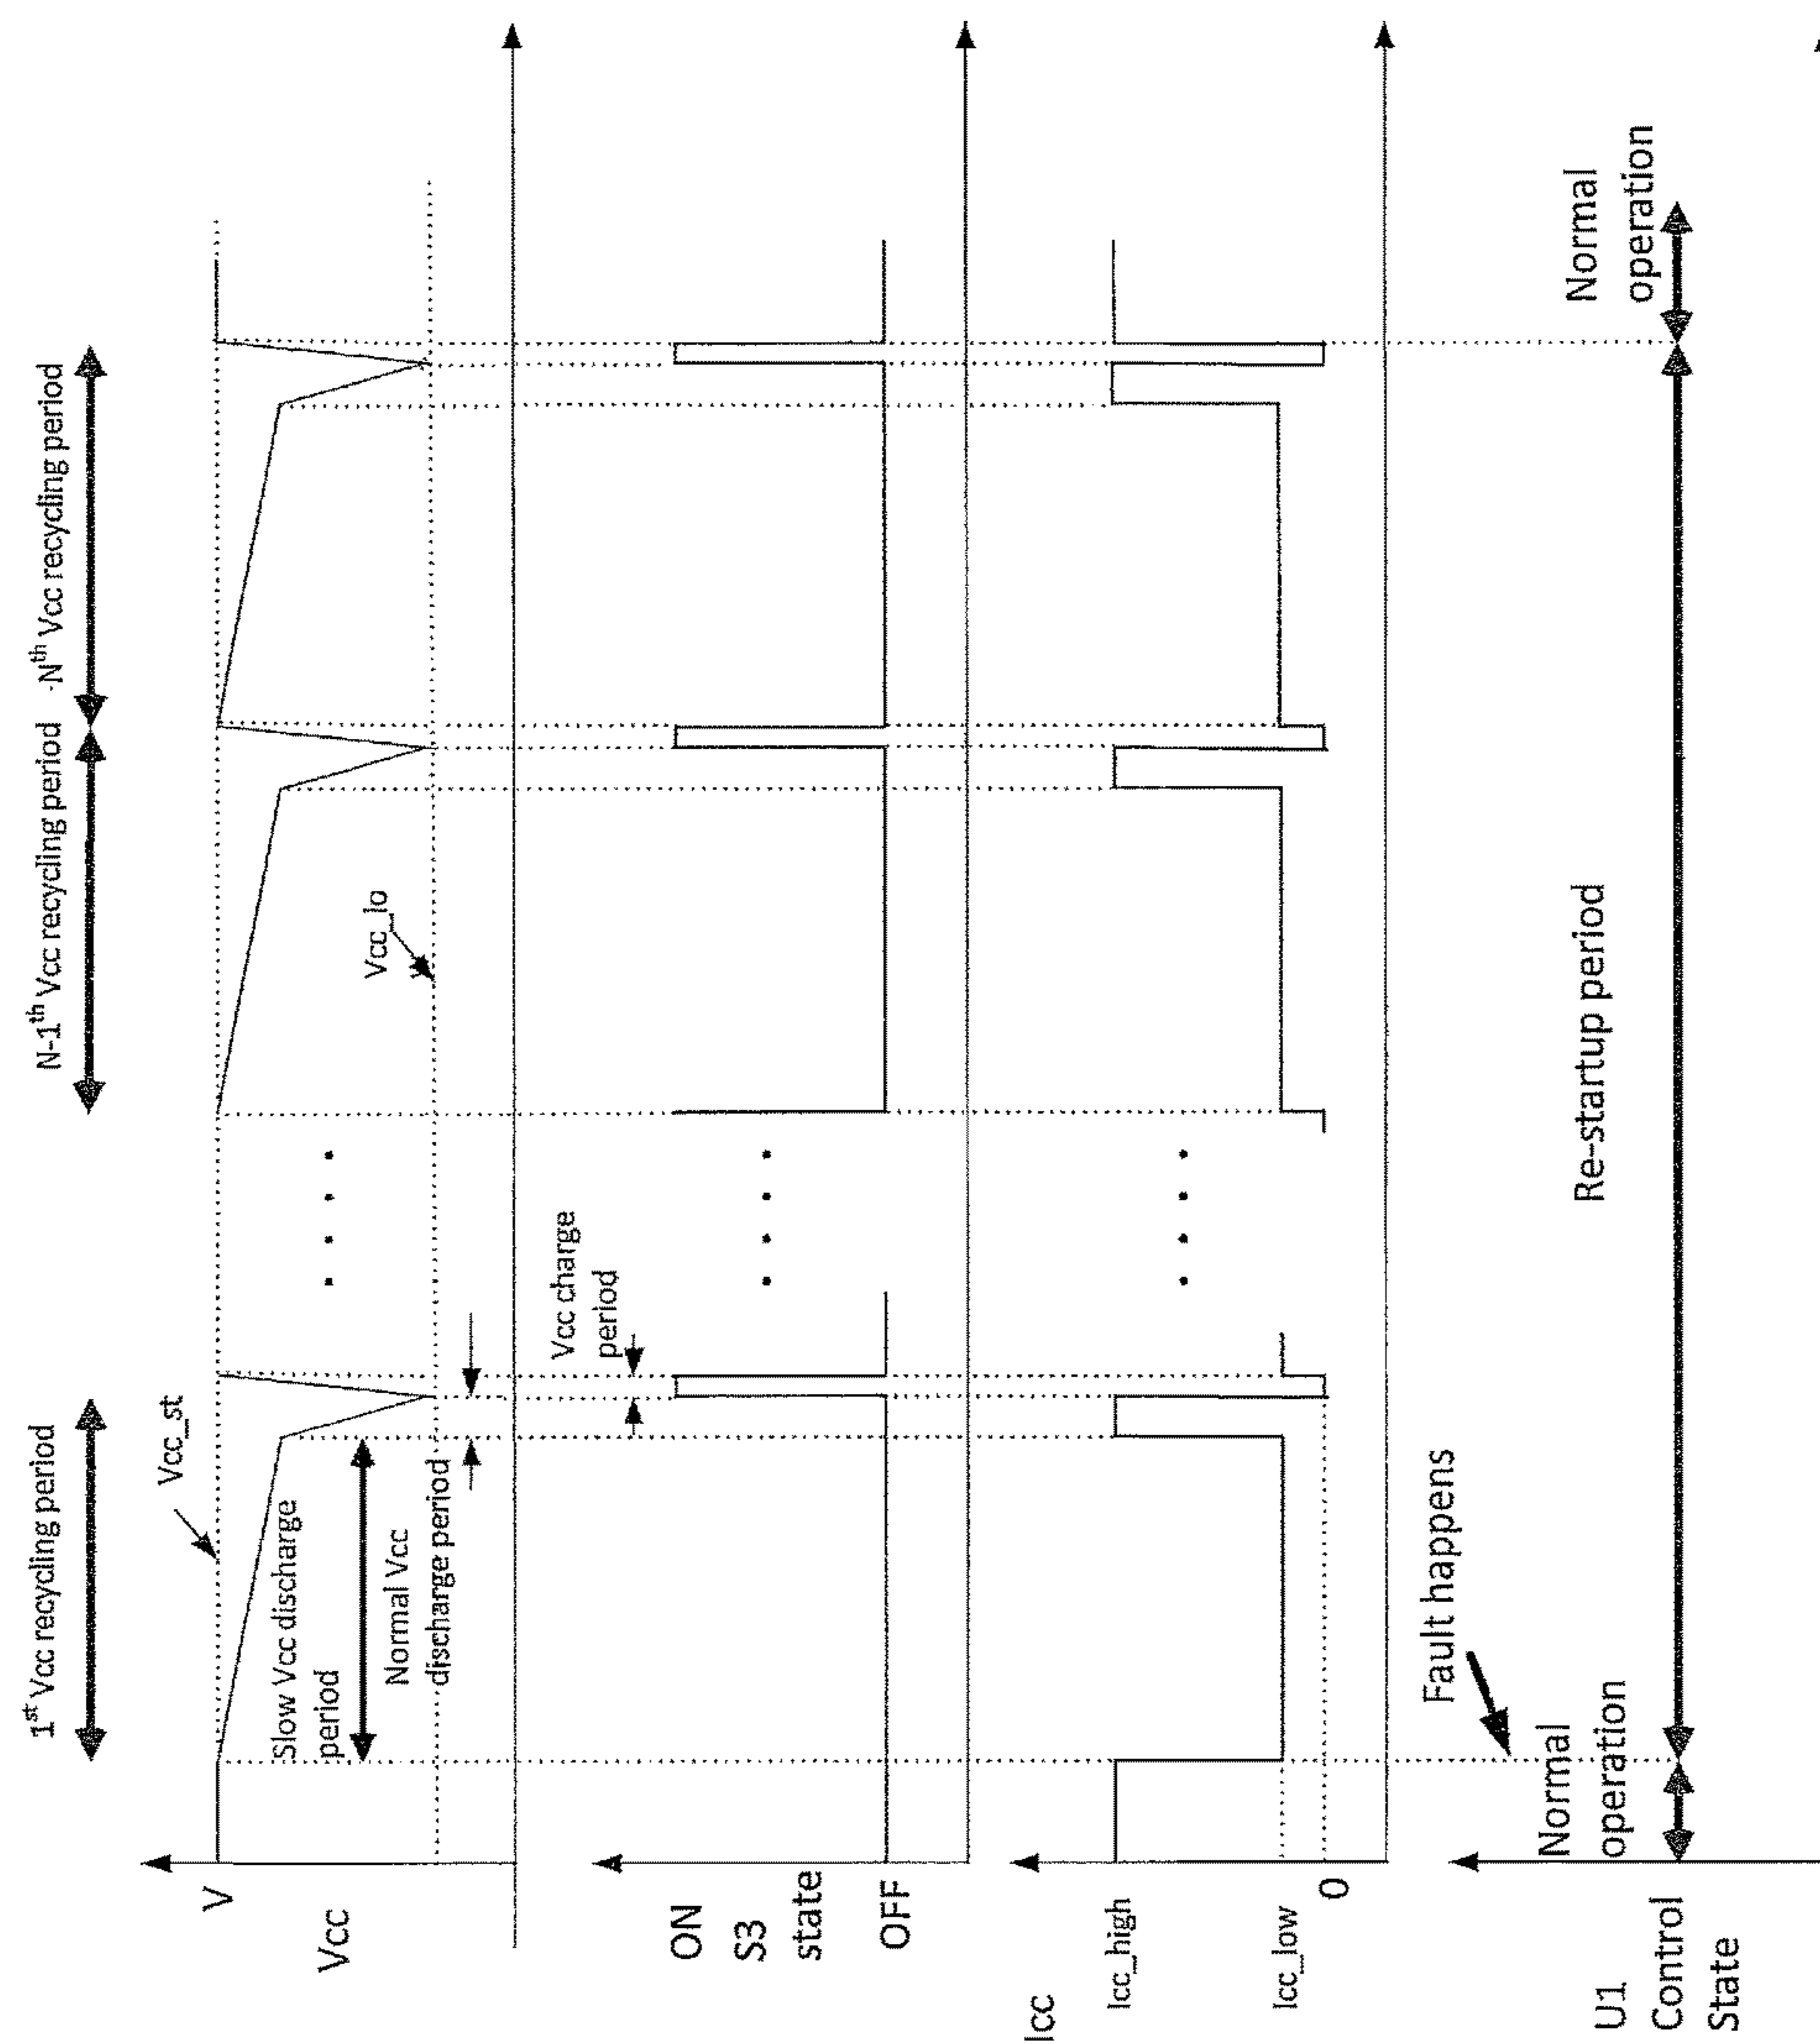 1st Vcc recycling period
N-1th Vcc recycling period
-Nth Vcc recycling period
V
Vcc
Vcc_st
Slow Vcc discharge
period
Normal Vcc
discharge period
Vcc_lo
w
ON
S3
state
OFF
Vcc charge
period
Icc
Icc_high
Icc_low
0
Fault happens
U1
Control
State
Normal
operation
Re-startup period
Normal
operation